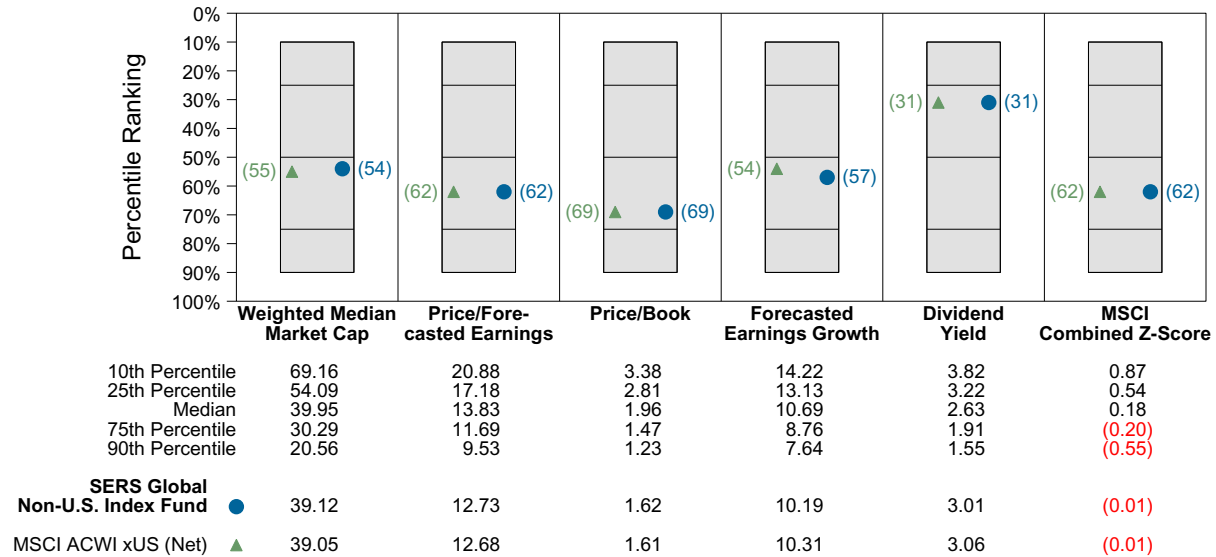 0%
10%
20%
30%
40%
50%
60%
70%
80%
90%
100%
Percentile Ranking
(55) (54) (62) (62) (69) (69) (54) (57) (31) (31) (62) (62)
Weighted Median Market Cap
Price/Fore-
casted Earnings
Price/Book
Forecasted
Earnings Growth
Dividend
Yield
MSCI
Combined Z-Score
10th Percentile 69.16 20.88 3.38 14.22 3.82 0.87
25th Percentile 54.09 17.18 2.81 13.13 3.22 0.54
Median 39.95 13.83 1.96 10.69 2.63 0.18
75th Percentile 30.29 11.69 1.47 8.76 1.91 (0.20)
90th Percentile 20.56 9.53 1.23 7.64 1.55 (0.55)
SERS Global
Non-U.S. Index Fund 39.12 12.73 1.62 10.19 3.01 (0.01)
MSCI ACWI xUS (Net) 39.05 12.68 1.61 10.31 3.06 (0.01)